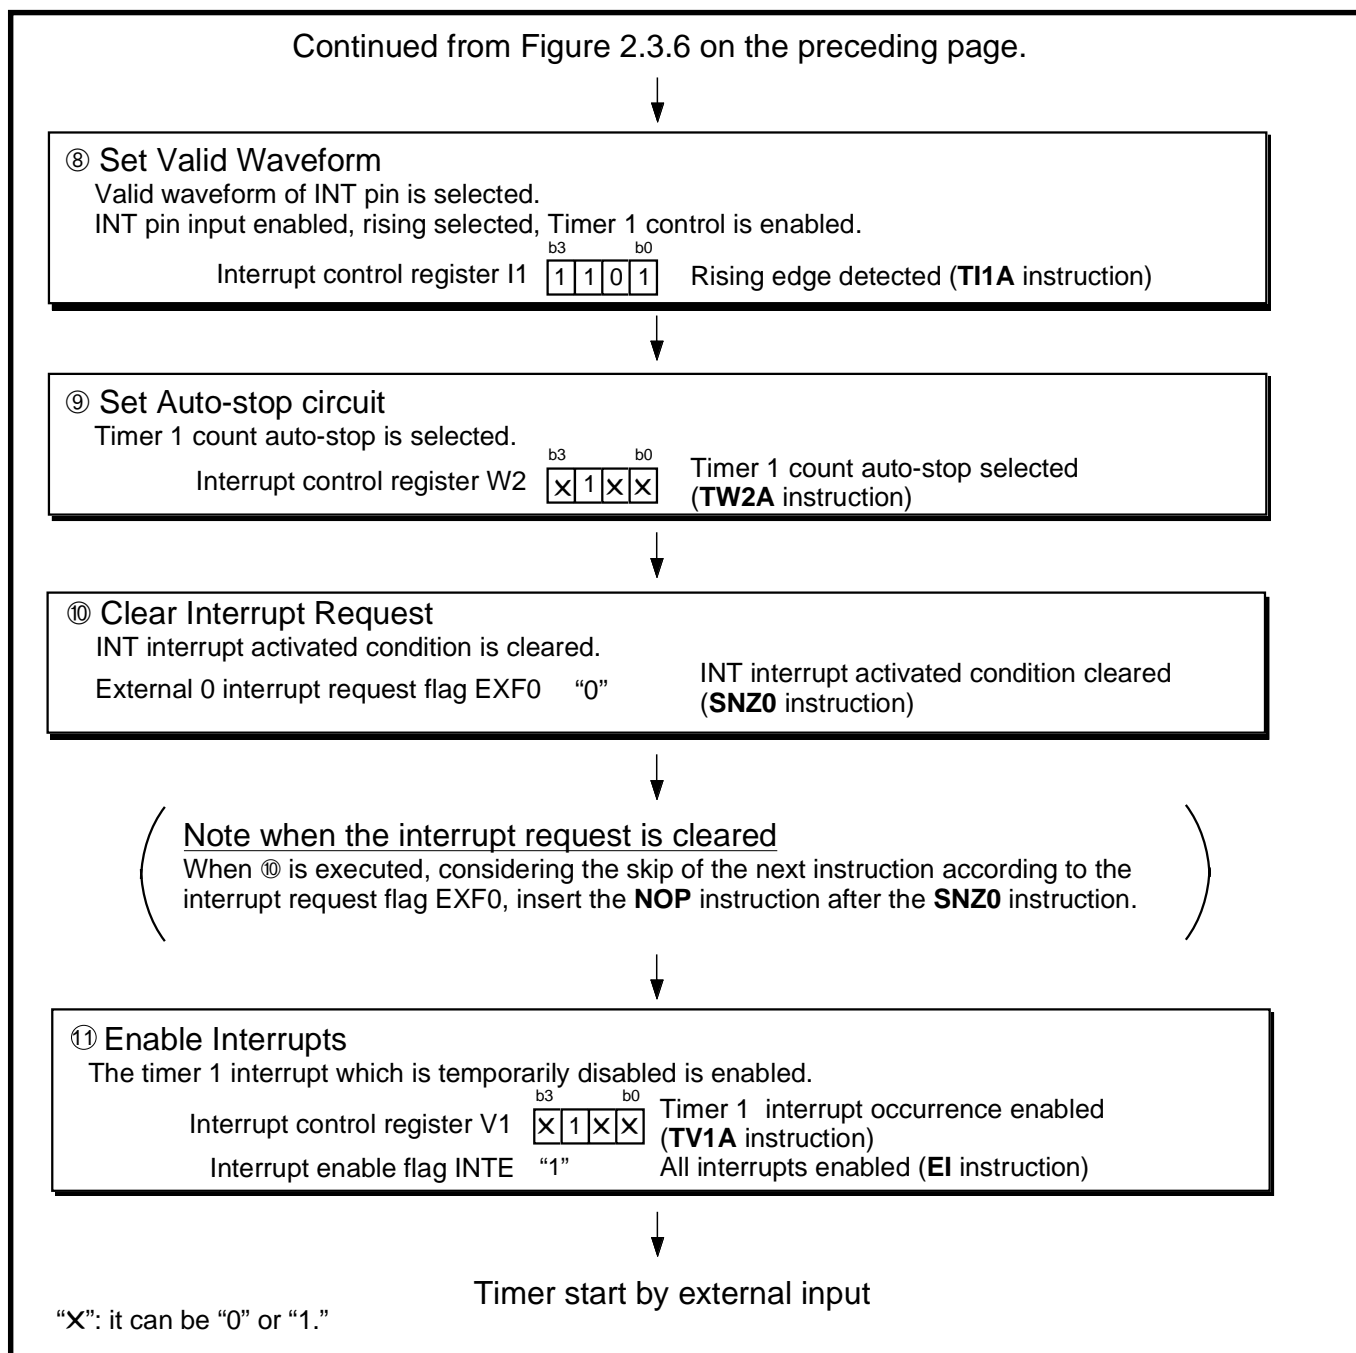 Continued from Figure 2.3.6 on the preceding page.
⑧ Set Valid Waveform
Valid waveform of INT pin is selected.
INT pin input enabled, rising selected, Timer 1 control is enabled.
b3 b0
Interrupt control register I1 1 1 0 1 Rising edge detected (TI1A instruction)
⑨ Set Auto-stop circuit
Timer 1 count auto-stop is selected.
b3 b0
Interrupt control register W2 X 1 X X Timer 1 count auto-stop selected
(TW2A instruction)
⑩ Clear Interrupt Request
INT interrupt activated condition is cleared.
External 0 interrupt request flag EXF0 “0” INT interrupt activated condition cleared
(SNZ0 instruction)
Note when the interrupt request is cleared
When ⑩ is executed, considering the skip of the next instruction according to the
interrupt request flag EXF0, insert the NOP instruction after the SNZ0 instruction.
⑪ Enable Interrupts
The timer 1 interrupt which is temporarily disabled is enabled.
b3 b0
Interrupt control register V1 X 1 X X Timer 1 interrupt occurrence enabled
(TV1A instruction)
Interrupt enable flag INTE “1” All interrupts enabled (EI instruction)
Timer start by external input
“X”: it can be “0” or “1.”